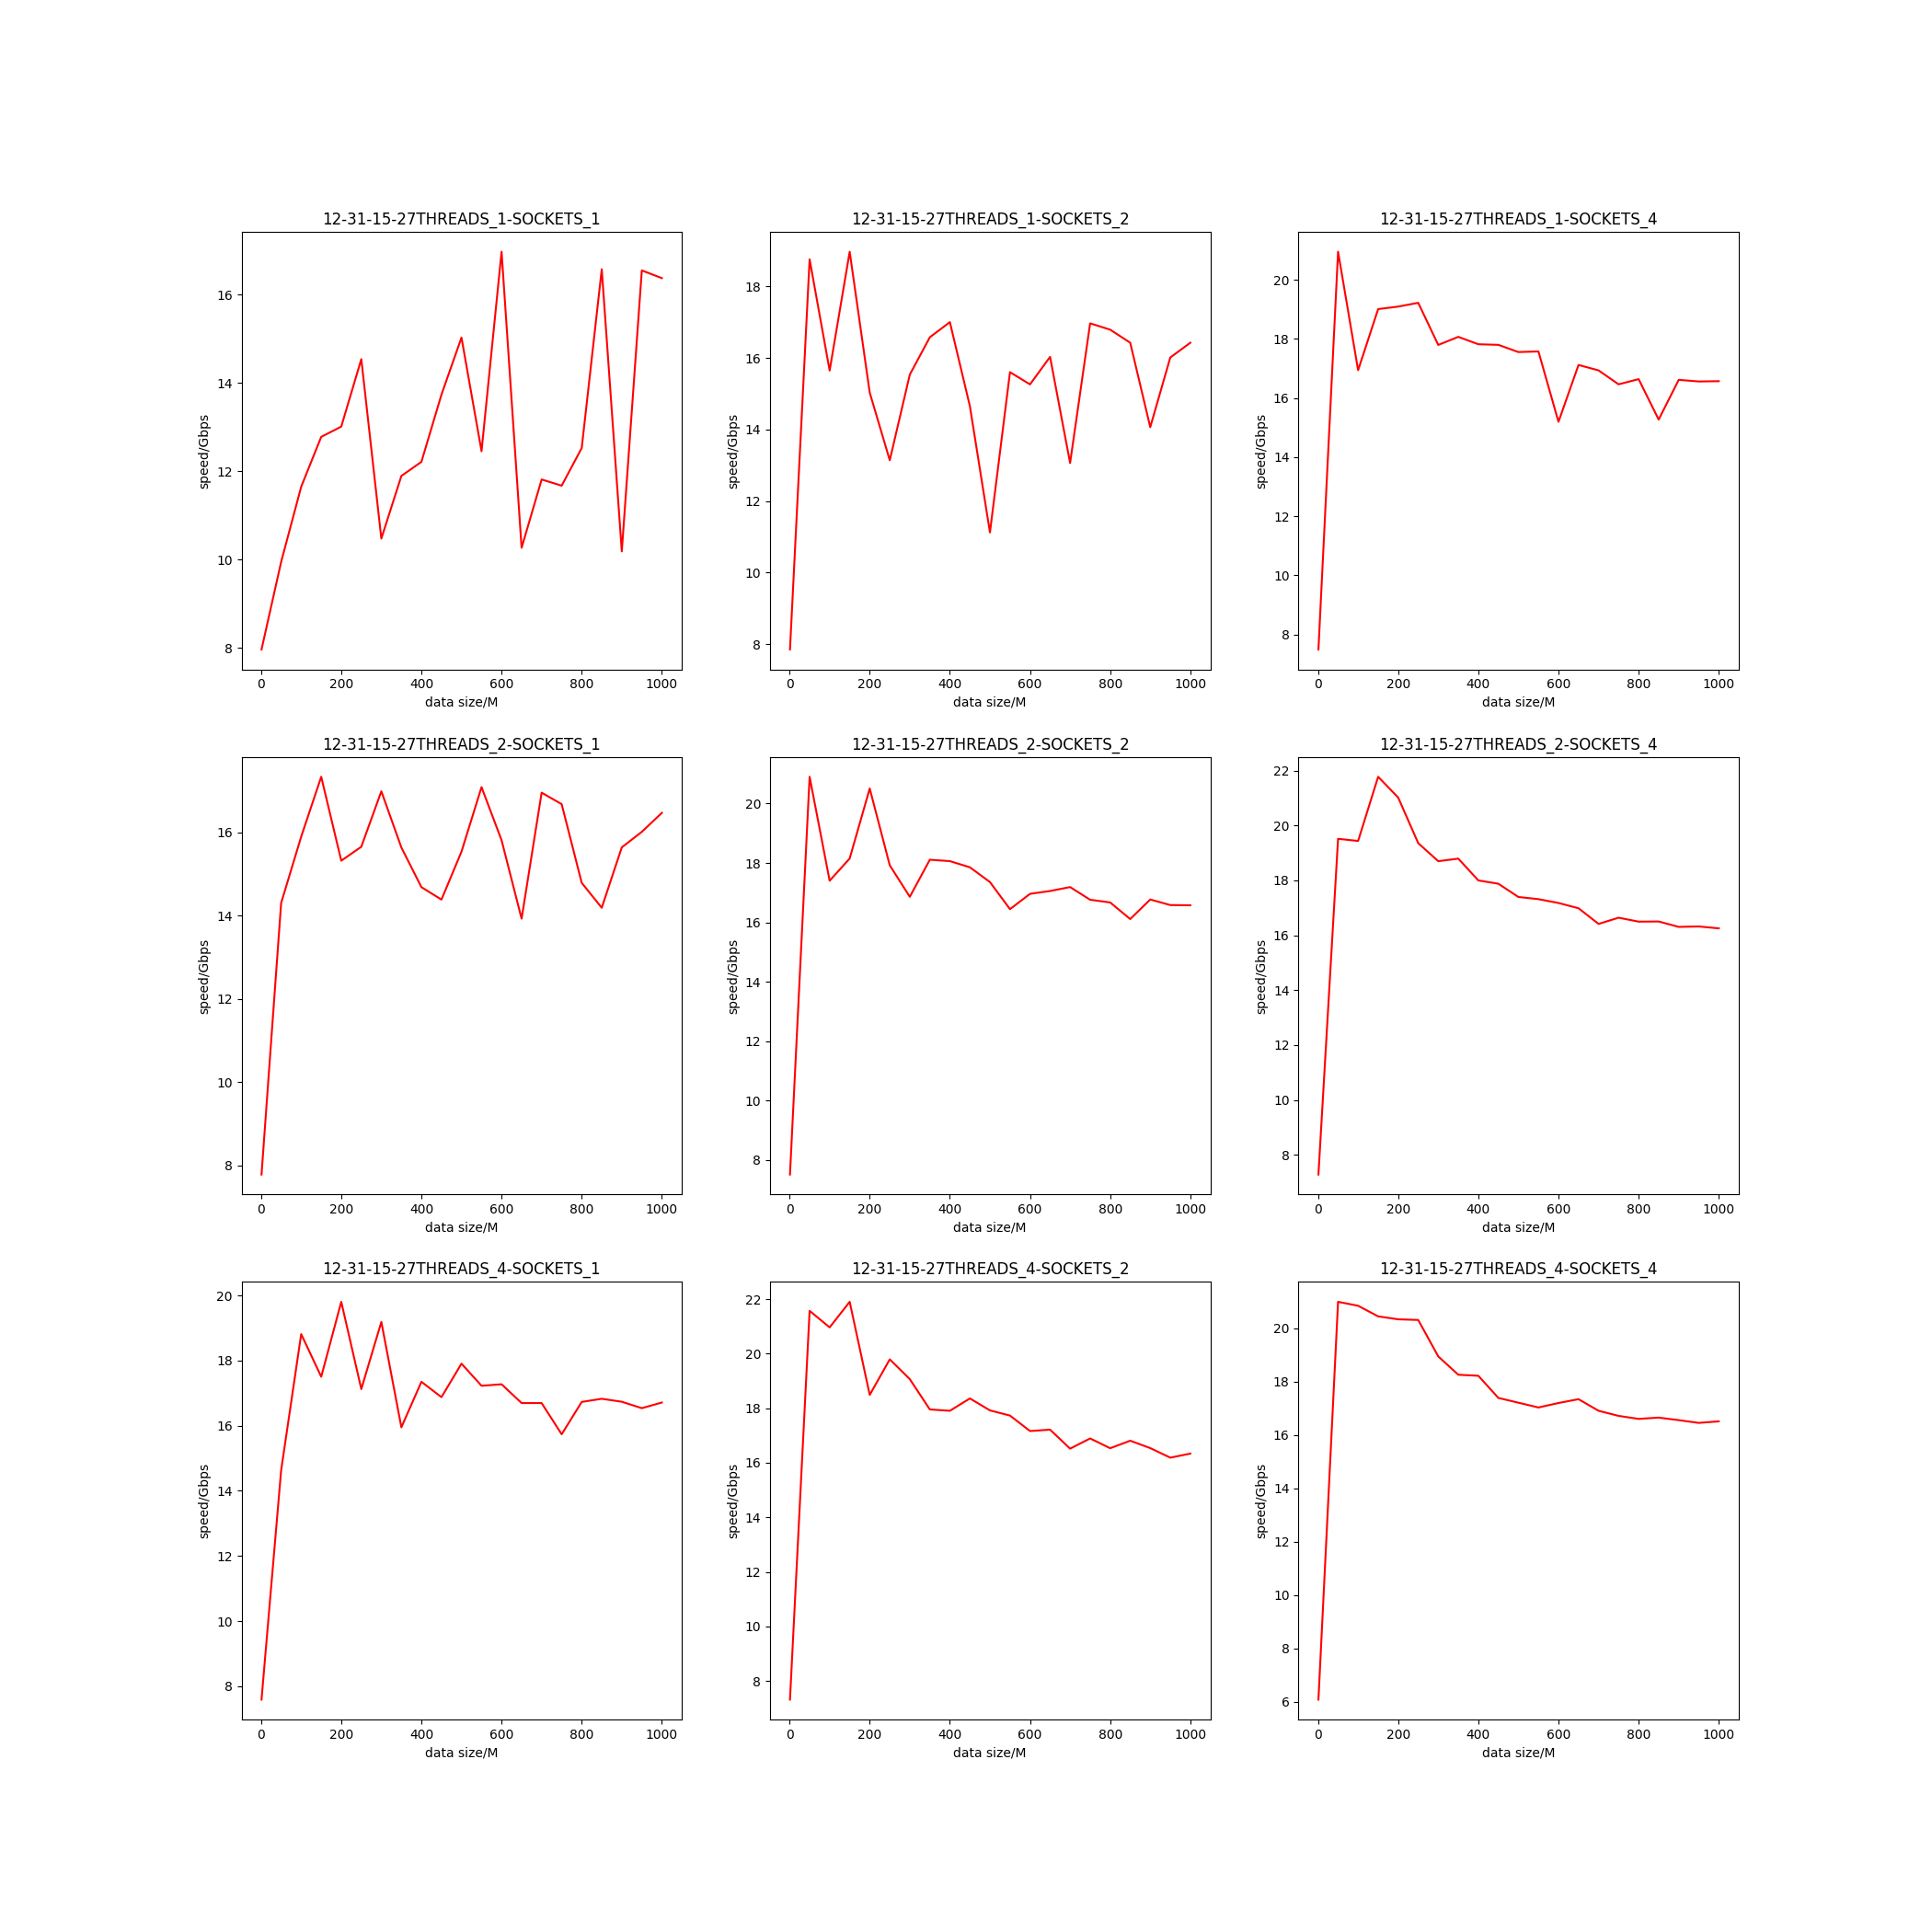 12-31-15-27THREADS_1-SOCKETS_1
speed/Gbps
16
14
12
10
8
0 200 400 600 800 1000
data size/M
12-31-15-27THREADS_1-SOCKETS_2
speed/Gbps
18
16
14
12
10
8
0 200 400 600 800 1000
data size/M
12-31-15-27THREADS_1-SOCKETS_4
speed/Gbps
20
18
16
14
12
10
8
0 200 400 600 800 1000
data size/M
12-31-15-27THREADS_2-SOCKETS_1
speed/Gbps
16
14
12
10
8
0 200 400 600 800 1000
data size/M
12-31-15-27THREADS_2-SOCKETS_2
speed/Gbps
20
18
16
14
12
10
8
0 200 400 600 800 1000
data size/M
12-31-15-27THREADS_2-SOCKETS_4
speed/Gbps
22
20
18
16
14
12
10
8
0 200 400 600 800 1000
data size/M
12-31-15-27THREADS_4-SOCKETS_1
speed/Gbps
20
18
16
14
12
10
8
0 200 400 600 800 1000
data size/M
12-31-15-27THREADS_4-SOCKETS_2
speed/Gbps
22
20
18
16
14
12
10
8
0 200 400 600 800 1000
data size/M
12-31-15-27THREADS_4-SOCKETS_4
speed/Gbps
20
18
16
14
12
10
8
6
0 200 400 600 800 1000
data size/M